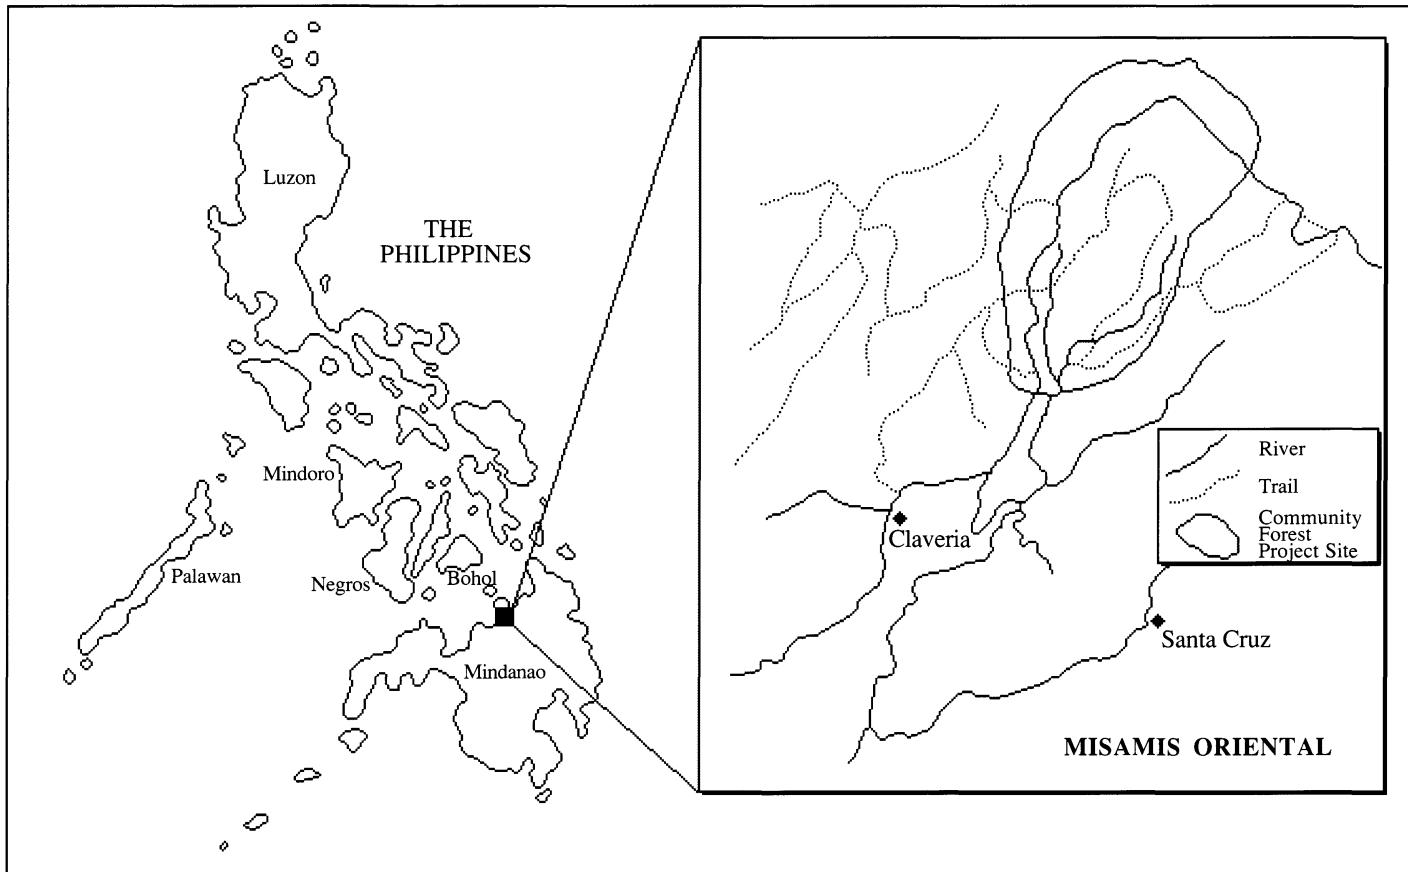 Luzon
THE
PHILIPPINES
Mindoro
Palawan
Negros
Bohol
Mindanao
River
Trail
Community
Forest
Project Site
Claveria
Santa Cruz
MISAMIS ORIENTAL